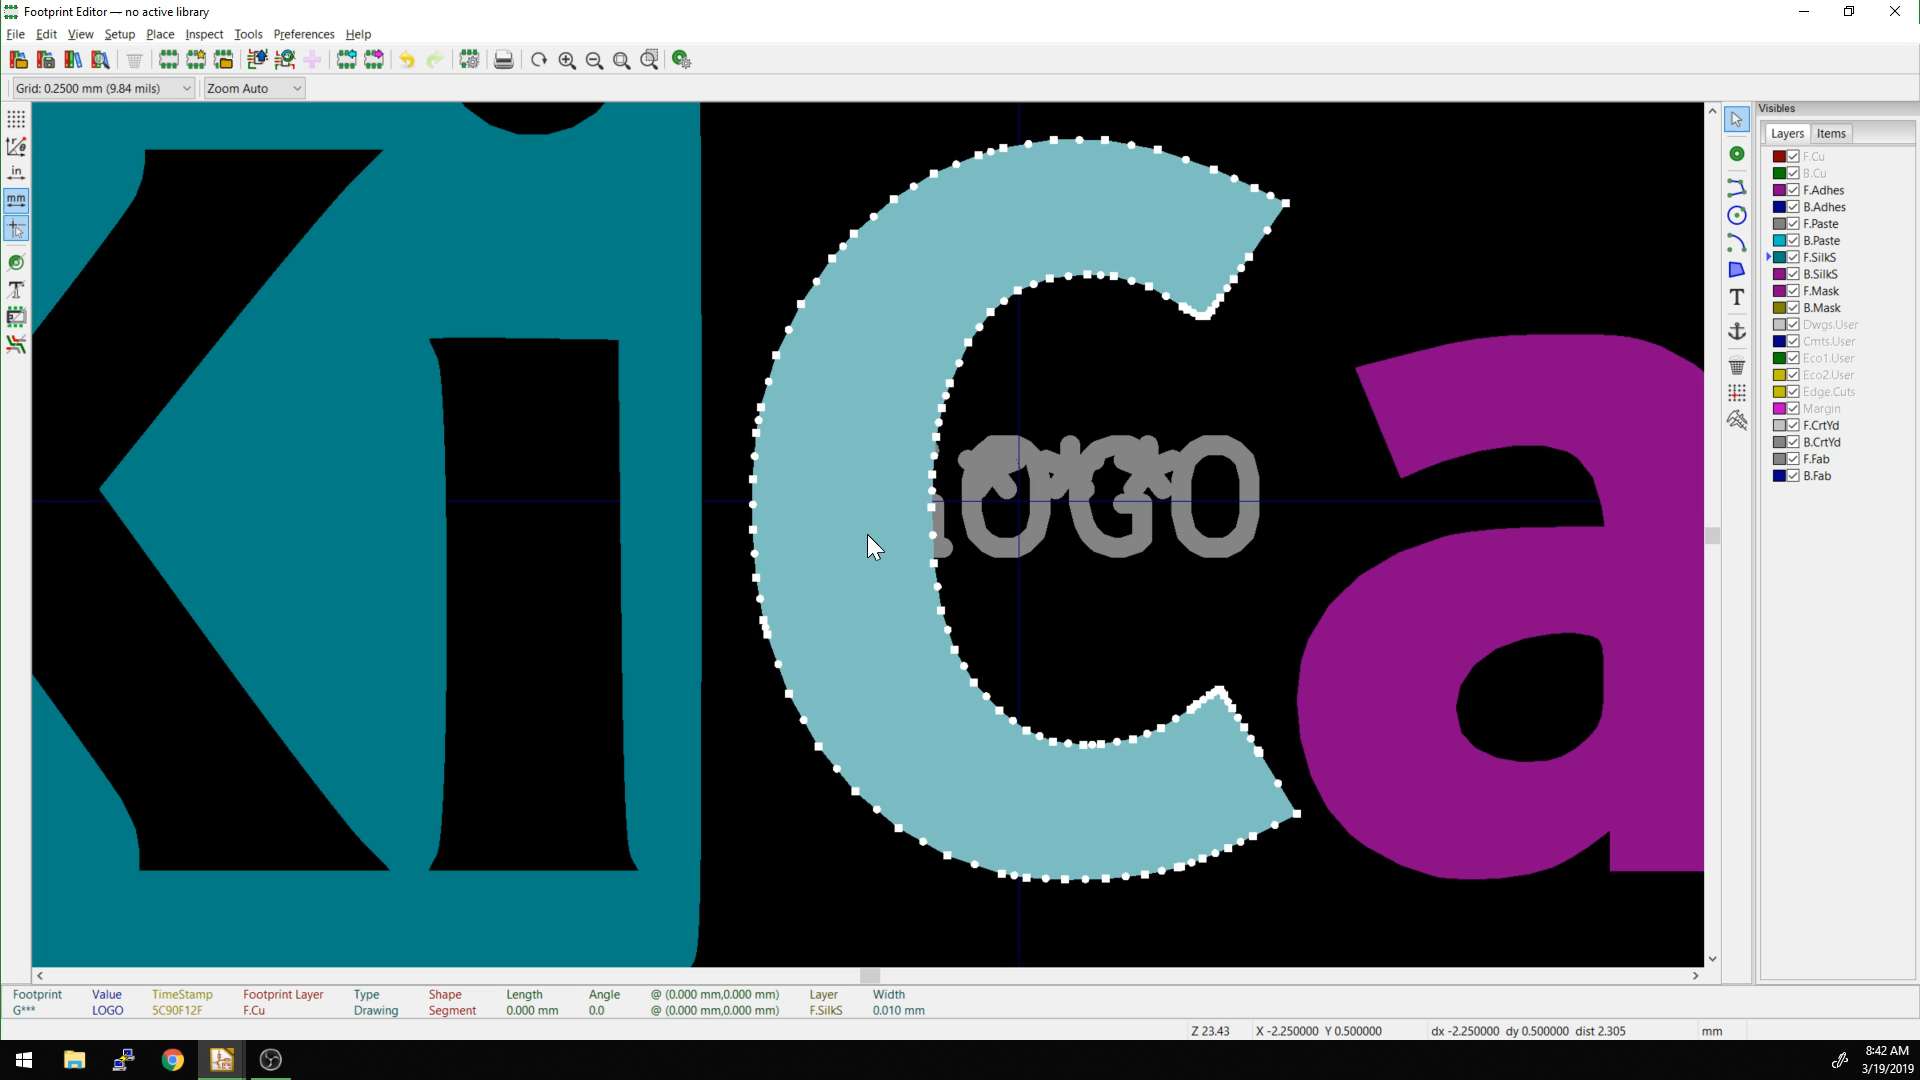 Footprint Editor — no active library
File Edit View Setup Place Inspect Tools Preferences Help
Grid: 0.2500 mm (9.84 mils) Zoom Auto
in
mm
T
Ki Ca
LOGO
T
Visibles
Layers Items
F.Cu
B.Cu
F.Adhes
B.Adhes
F.Paste
B.Paste
F.SilkS
B.SilkS
F.Mask
B.Mask
Dwgs.User
Cmts.User
Eco1.User
Eco2.User
Edge.Cuts
Margin
F.CrtYd
B.CrtYd
F.Fab
B.Fab
Footprint Value TimeStamp Footprint Layer Type Shape Length Angle @ (0.000 mm,0.000 mm) Layer Width
G*** LOGO 5C90F12F F.Cu Drawing Segment 0.000 mm 0.0 @ (0.000 mm,0.000 mm) F.SilkS 0.010 mm
Z 23.43 X -2.250000 Y 0.500000 dx -2.250000 dy 0.500000 dist 2.305 mm
8:42 AM
3/19/2019